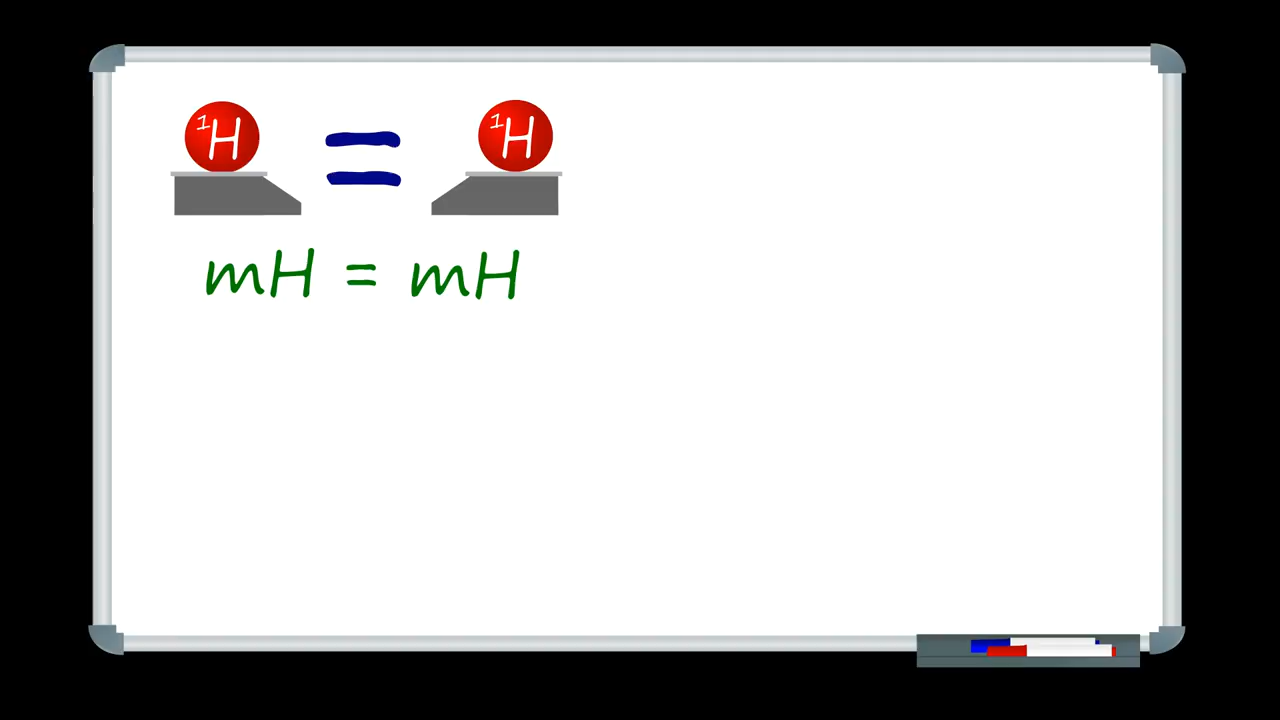 ¹H = ¹H
mH = mH